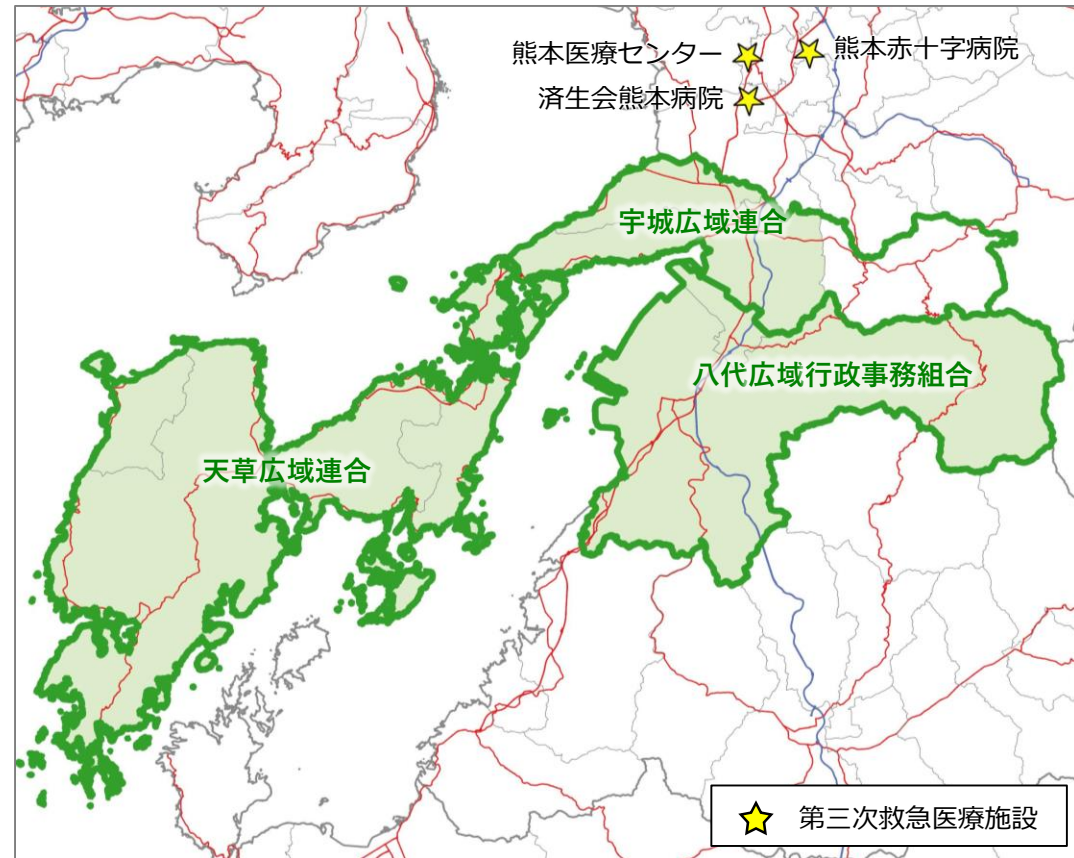 熊本医療センター
熊本赤十字病院
済生会熊本病院
宇城広域連合
八代広域行政事務組合
天草広域連合
第三次救急医療施設